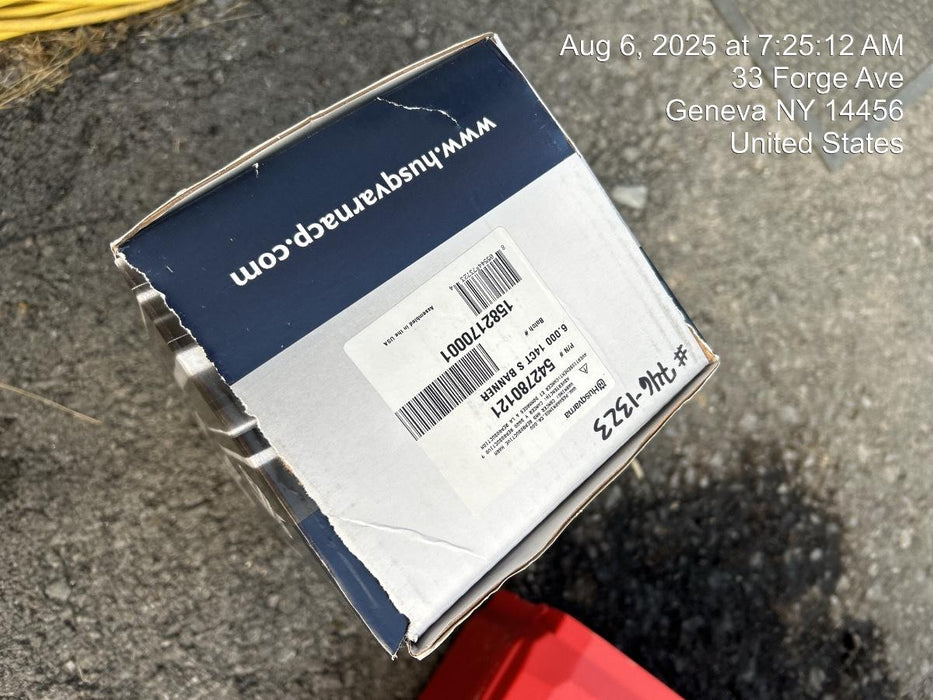 Aug 6, 2025 at 7:25:12 AM
33 Forge Ave
Geneva NY 14456
United States
www.husqvarnacp.com
# 746-1323
Husqvarna
P/N # 542780121
6.000 14CT S BANNER
Batch #
1582170001
Assembled in the USA